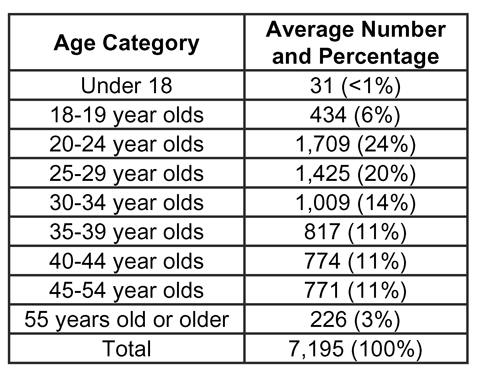 Age Category Average Number
and Percentage
Under 18 31 (<1%)
18-19 year olds 434 (6%)
20-24 year olds 1,709 (24%)
25-29 year olds 1,425 (20%)
30-34 year olds 1,009 (14%)
35-39 year olds 817 (11%)
40-44 year olds 774 (11%)
45-54 year olds 771 (11%)
55 years old or older 226 (3%)
Total 7,195 (100%)